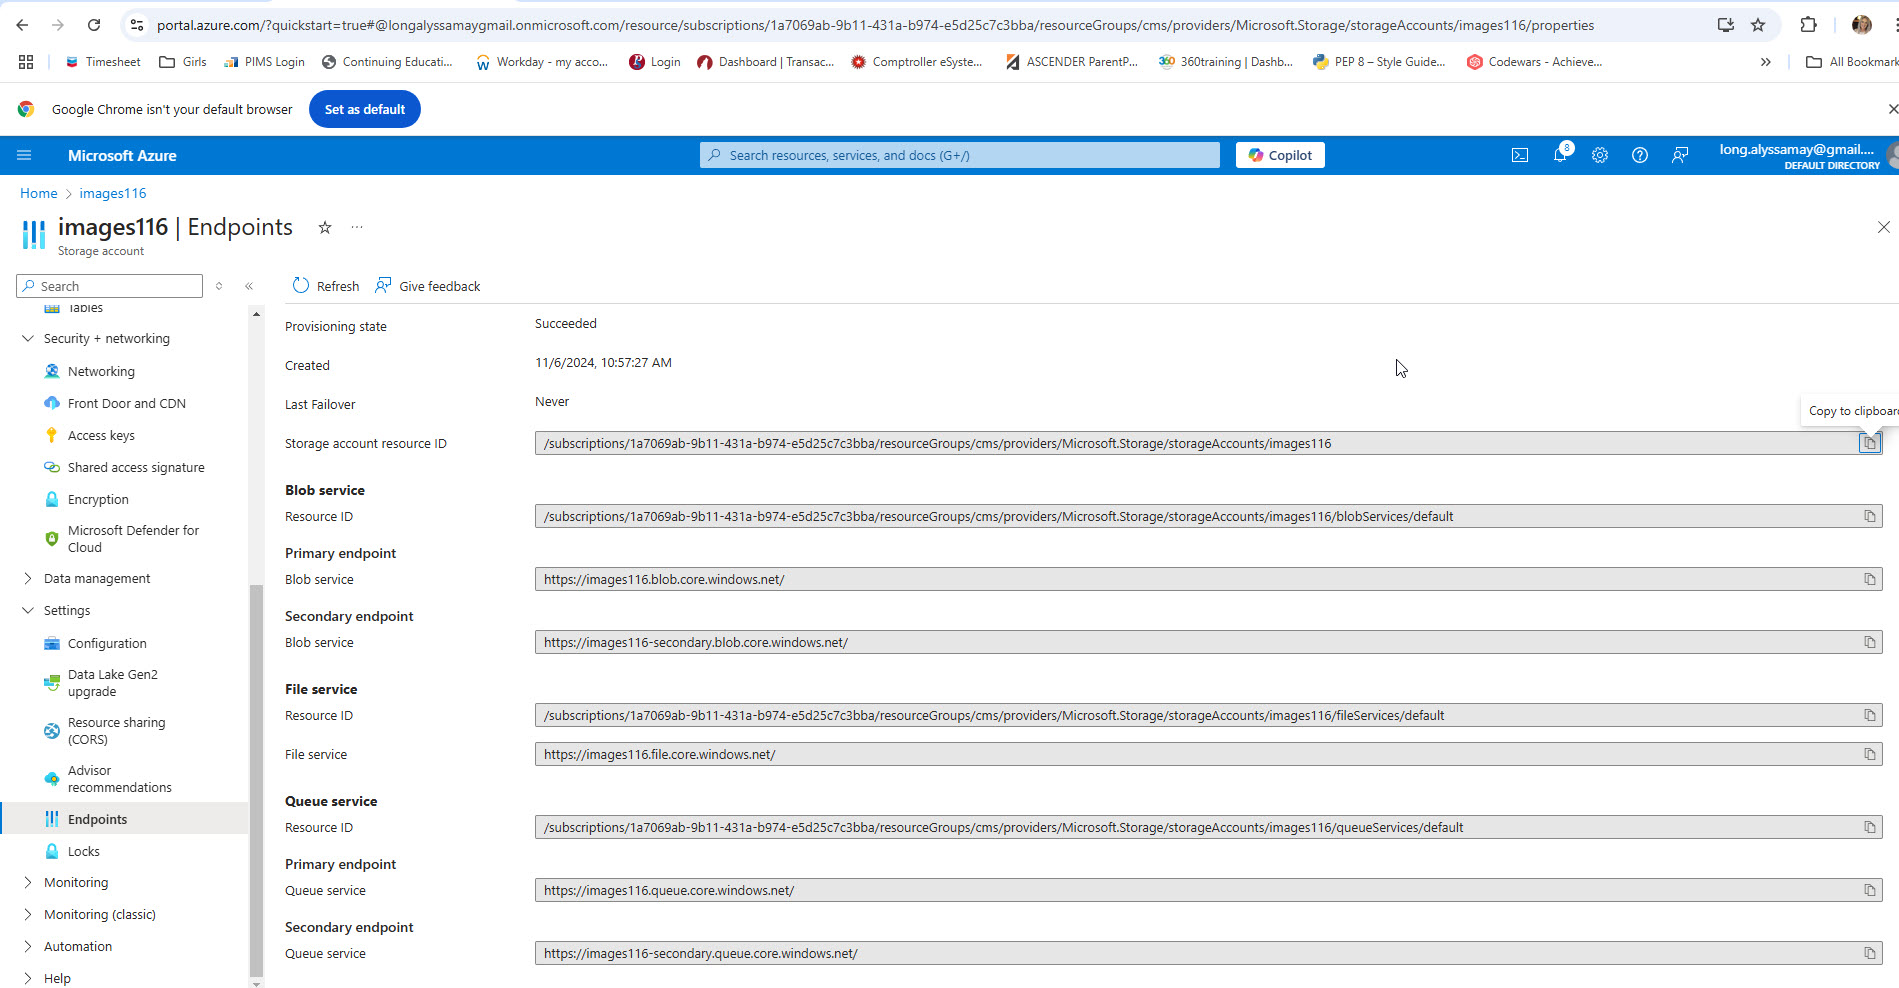 portal.azure.com/?quickstart=true#@longalyssamaygmail.onmicrosoft.com/resource/subscriptions/1a7069ab-9b11-431a-b974-e5d25c7c3bba/resourceGroups/cms/providers/Microsoft.Storage/storageAccounts/images116/properties
Timesheet Girls PIMS Login Continuing Educati... Workday - my acco... Login Dashboard | Transac... Comptroller eSyste... ASCENDER ParentP... 360training | Dashb... PEP 8 – Style Guide... Codewars - Achieve... » All Bookmark
Google Chrome isn't your default browser Set as default
Microsoft Azure Search resources, services, and docs (G+/) Copilot 8 long.alyssamay@gmail....
DEFAULT DIRECTORY
Home > images116
images116 | Endpoints
Storage account
Search
Refresh Give feedback
Tables
Security + networking
Networking
Front Door and CDN
Access keys
Shared access signature
Encryption
Microsoft Defender for
Cloud
Data management
Settings
Configuration
Data Lake Gen2
upgrade
Resource sharing
(CORS)
Advisor
recommendations
Endpoints
Locks
Monitoring
Monitoring (classic)
Automation
Help
Provisioning state Succeeded
Created 11/6/2024, 10:57:27 AM
Last Failover Never
Copy to clipboard
Storage account resource ID /subscriptions/1a7069ab-9b11-431a-b974-e5d25c7c3bba/resourceGroups/cms/providers/Microsoft.Storage/storageAccounts/images116
Blob service
Resource ID /subscriptions/1a7069ab-9b11-431a-b974-e5d25c7c3bba/resourceGroups/cms/providers/Microsoft.Storage/storageAccounts/images116/blobServices/default
Primary endpoint
Blob service https://images116.blob.core.windows.net/
Secondary endpoint
Blob service https://images116-secondary.blob.core.windows.net/
File service
Resource ID /subscriptions/1a7069ab-9b11-431a-b974-e5d25c7c3bba/resourceGroups/cms/providers/Microsoft.Storage/storageAccounts/images116/fileServices/default
File service https://images116.file.core.windows.net/
Queue service
Resource ID /subscriptions/1a7069ab-9b11-431a-b974-e5d25c7c3bba/resourceGroups/cms/providers/Microsoft.Storage/storageAccounts/images116/queueServices/default
Primary endpoint
Queue service https://images116.queue.core.windows.net/
Secondary endpoint
Queue service https://images116-secondary.queue.core.windows.net/